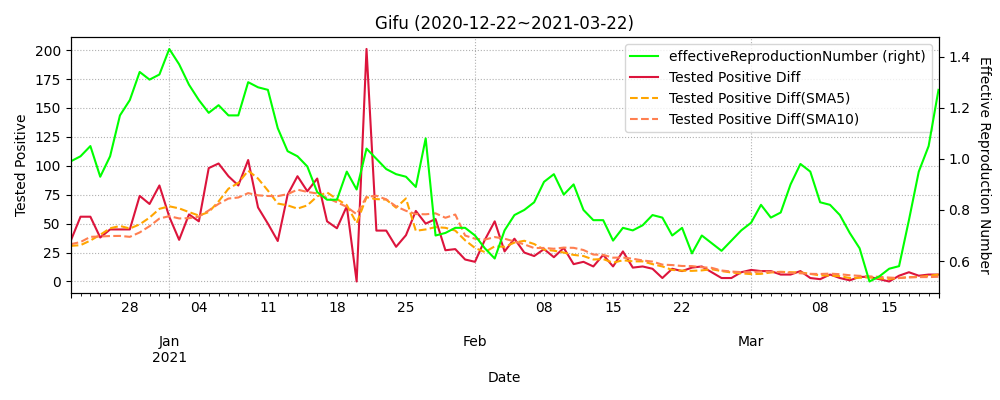 Gifu (2020-12-22~2021-03-22)
effectiveReproductionNumber (right)
Tested Positive Diff
Tested Positive Diff(SMA5)
Tested Positive Diff(SMA10)
Tested Positive
200
175
150
125
100
75
50
25
0
1.4
1.2
1.0
0.8
0.6
Effective Reproduction Number
28 04 11 18 25 08 15 22 08 15
Jan Feb Mar
2021
Date